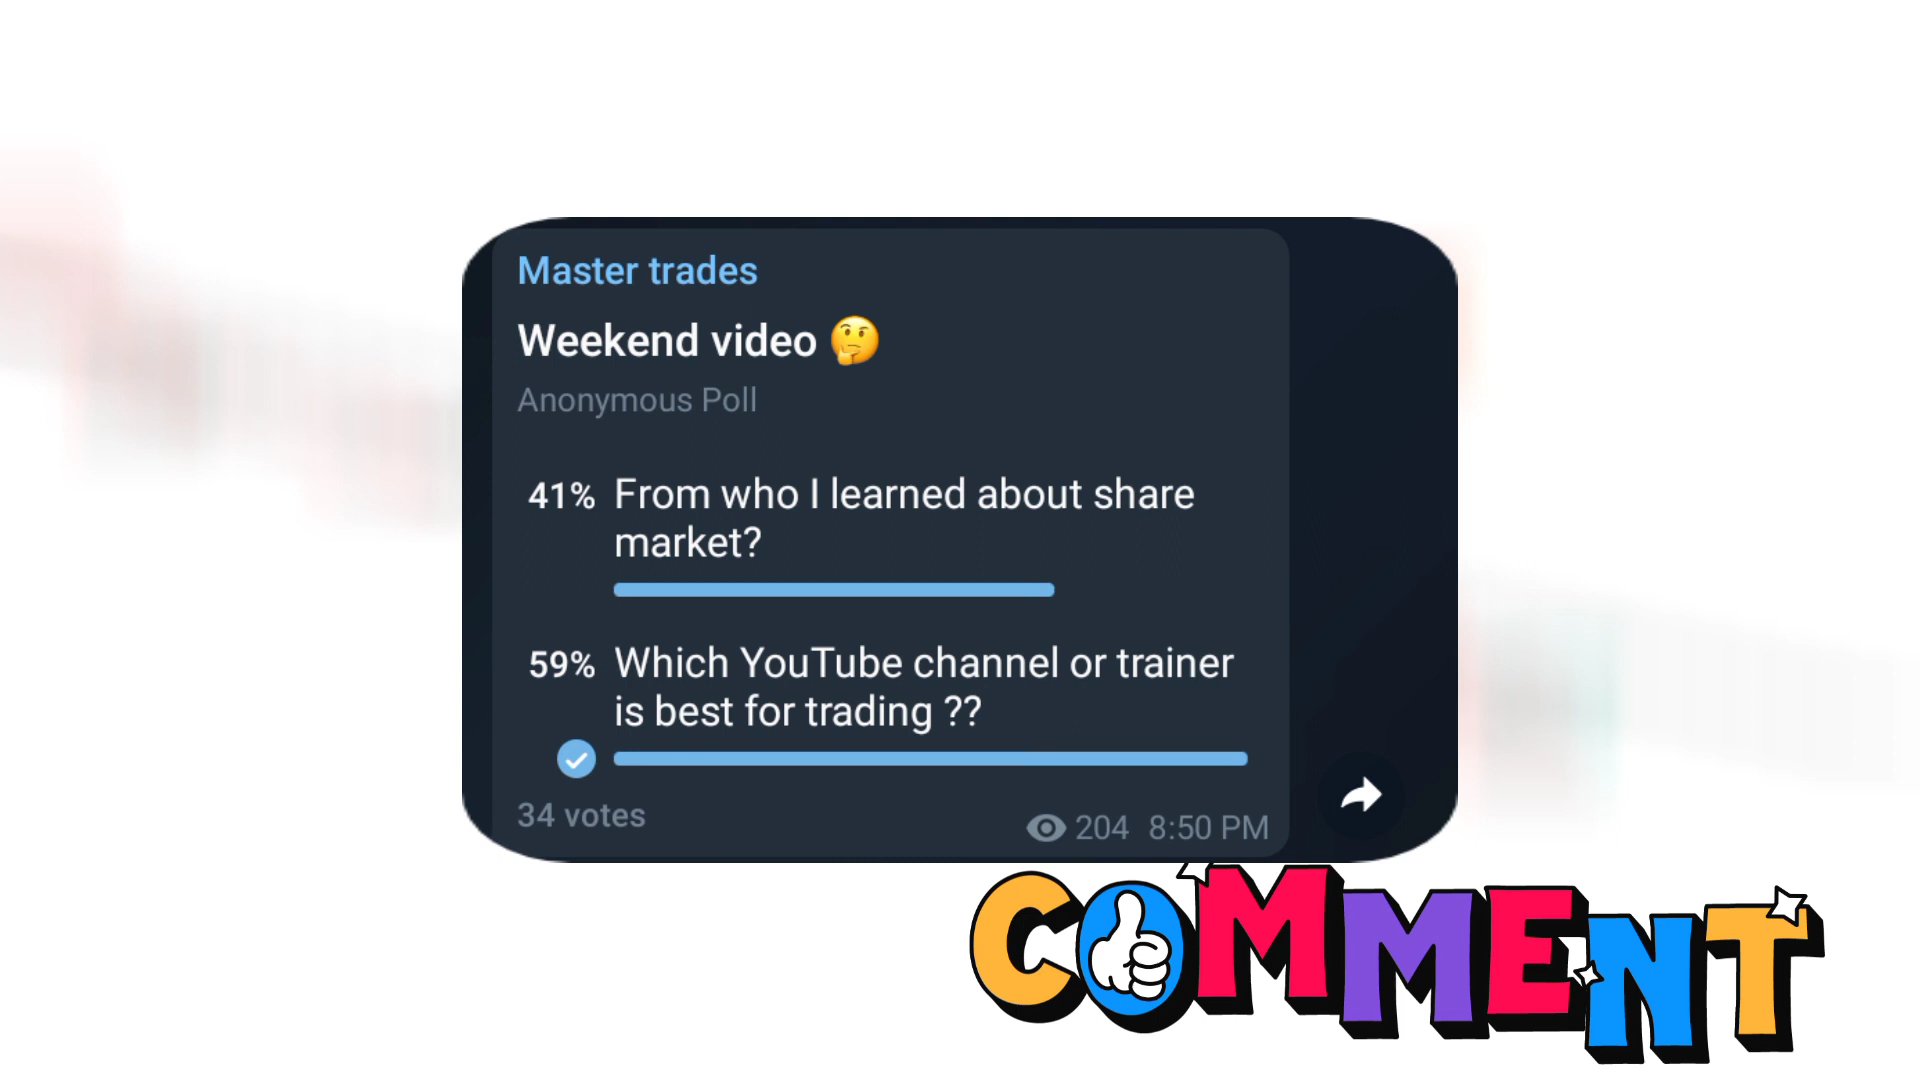 Master trades
Weekend video 🤔
Anonymous Poll
41% From who I learned about share
market?
59% Which YouTube channel or trainer
is best for trading ??
34 votes
204 8:50 PM
COMMENT